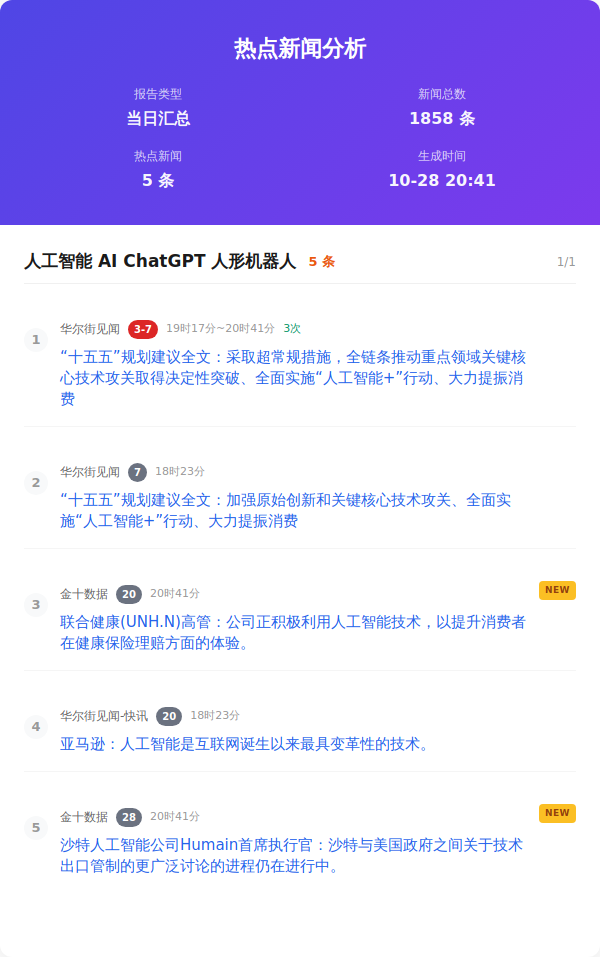 热点新闻分析
报告类型
新闻总数
当日汇总
1858 条
热点新闻
生成时间
5 条
10-28 20:41
人工智能 AI ChatGPT 人形机器人 5 条 1/1
1
华尔街见闻 3-7 19时17分~20时41分 3次
“十五五”规划建议全文：采取超常规措施，全链条推动重点领域关键核
心技术攻关取得决定性突破、全面实施“人工智能+”行动、大力提振消
费
2
华尔街见闻 7 18时23分
“十五五”规划建议全文：加强原始创新和关键核心技术攻关、全面实
施“人工智能+”行动、大力提振消费
3
金十数据 20 20时41分 NEW
联合健康(UNH.N)高管：公司正积极利用人工智能技术，以提升消费者
在健康保险理赔方面的体验。
4
华尔街见闻-快讯 20 18时23分
亚马逊：人工智能是互联网诞生以来最具变革性的技术。
5
金十数据 28 20时41分 NEW
沙特人工智能公司Humain首席执行官：沙特与美国政府之间关于技术
出口管制的更广泛讨论的进程仍在进行中。